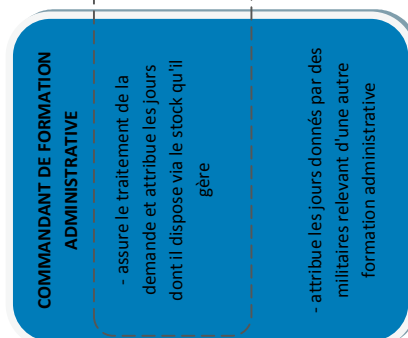 COMMANDANT DE FORMATION
ADMINISTRATIVE
- assure le traitement de la
demande et attribue les jours
dont il dispose via le stock qu'il
gère
- attribue les jours donnés par des
militaires relevant d'une autre
formation administrative